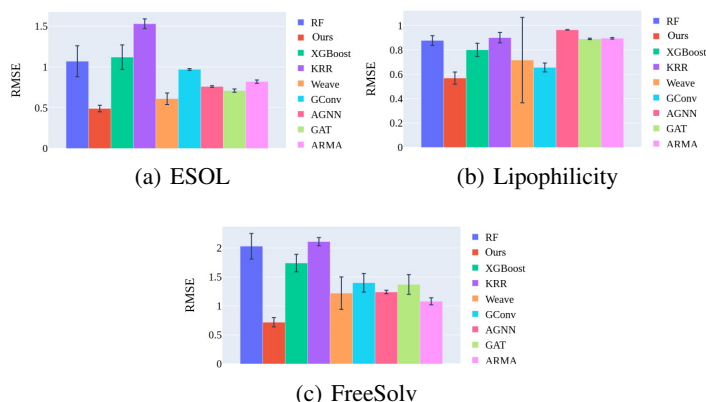 RMSE
1.5
1
0.5
0
RF
Ours
XGBoost
KRR
Weave
GConv
AGNN
GAT
ARMA
(a) ESOL
RMSE
1
0.8
0.6
0.4
0.2
0
RF
Ours
XGBoost
KRR
Weave
GConv
AGNN
GAT
ARMA
(b) Lipophilicity
RMSE
2
1.5
1
0.5
0
RF
Ours
XGBoost
KRR
Weave
GConv
AGNN
GAT
ARMA
(c) FreeSolv